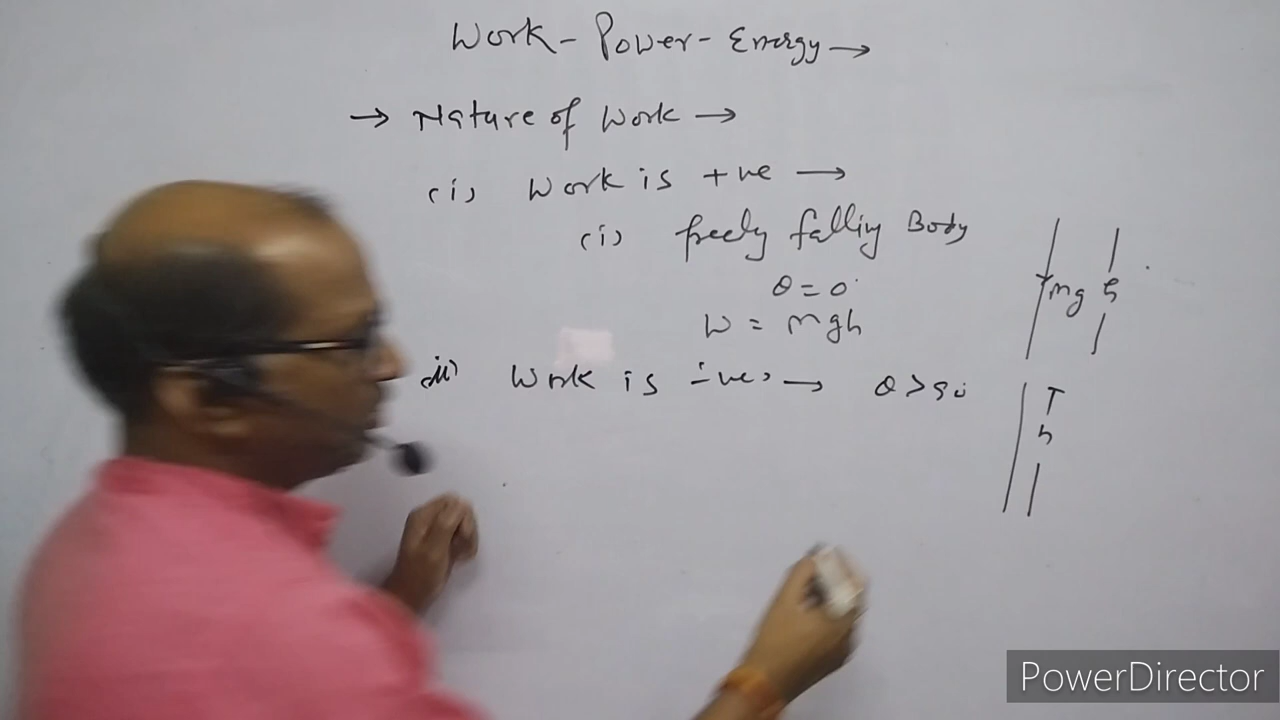 Work - Power - Energy →
→ Nature of Work →
(i) Work is +ve →
(i) freely falling Body
θ = 0°
W = mgh
mg h
(ii) Work is -ve → θ > 90
h
PowerDirector